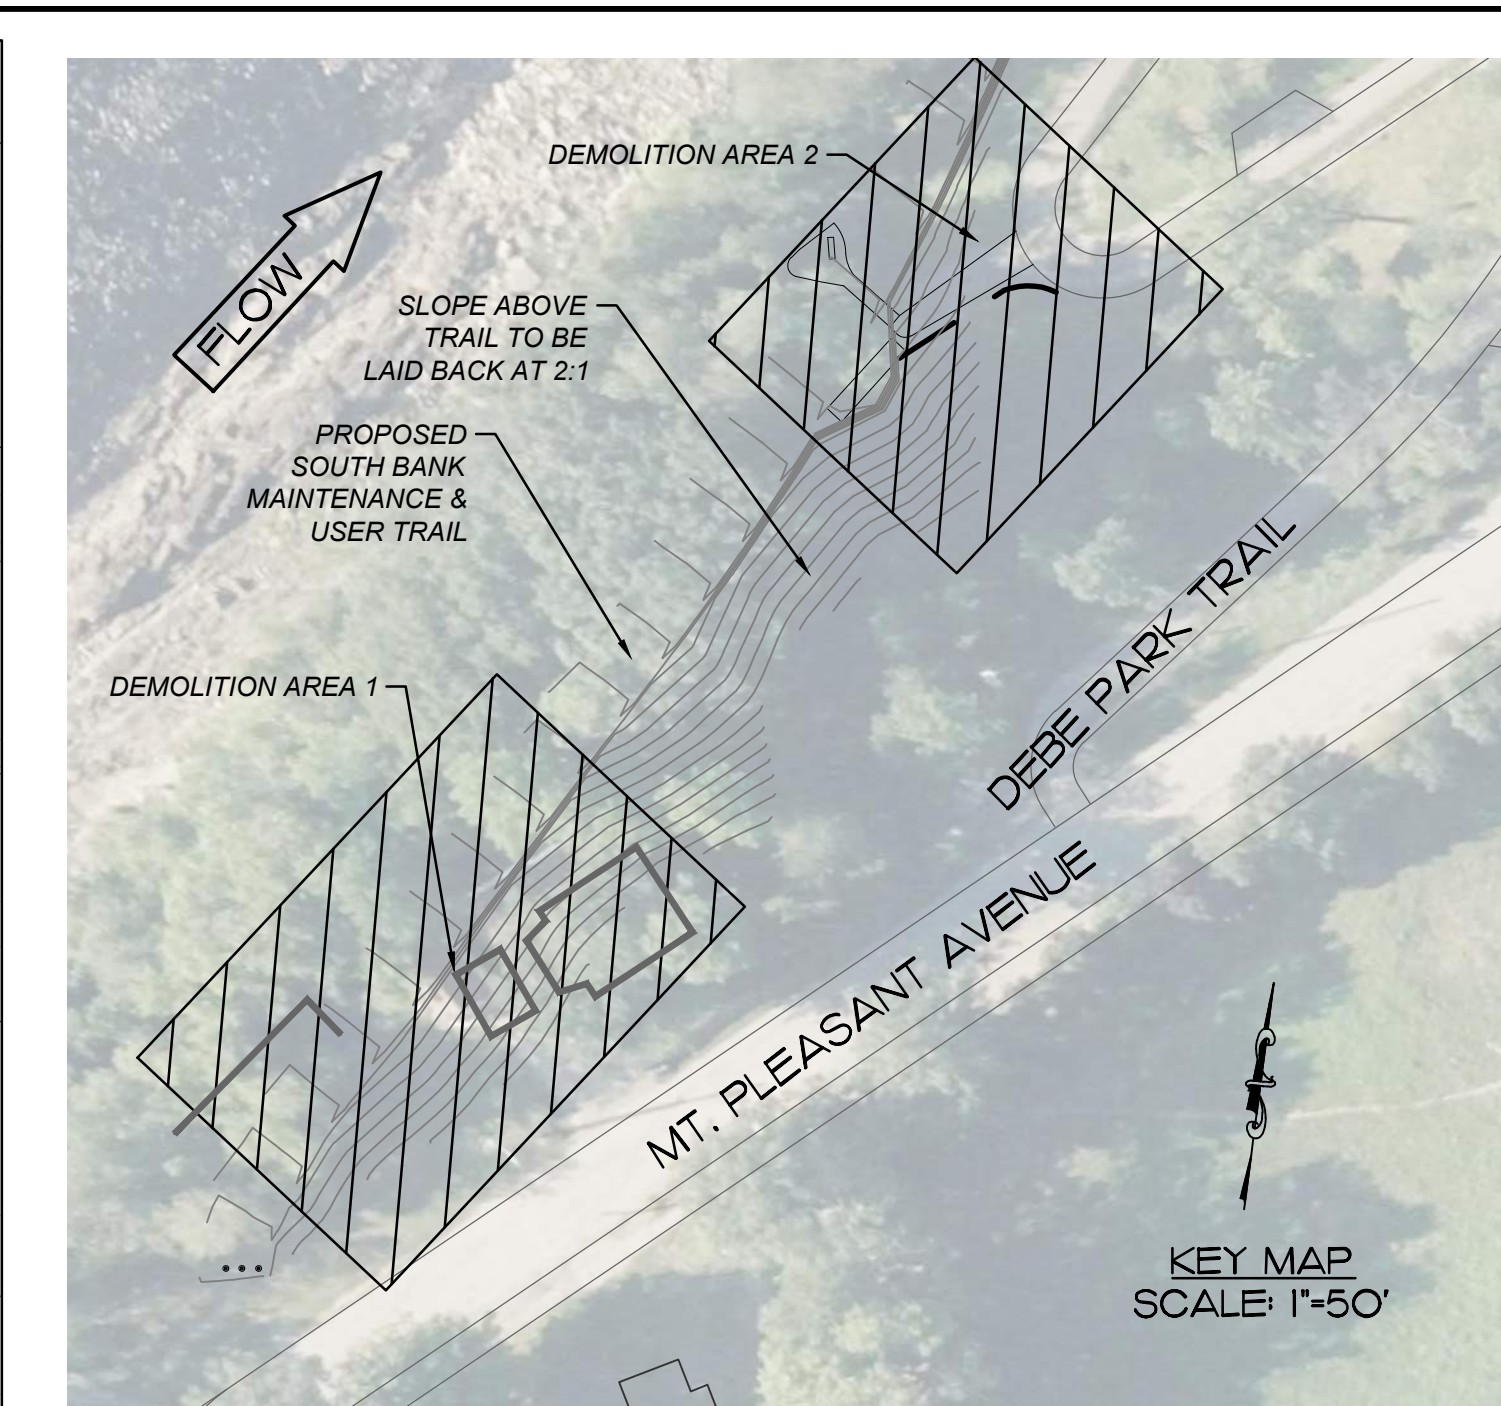 DEMOLITION AREA 2
FLOW
SLOPE ABOVE
TRAIL TO BE
LAID BACK AT 2:1
PROPOSED
SOUTH BANK
MAINTENANCE &
USER TRAIL
DEMOLITION AREA 1
DEBE PARK TRAIL
MT. PLEASANT AVENUE
KEY MAP
SCALE: 1"=50'